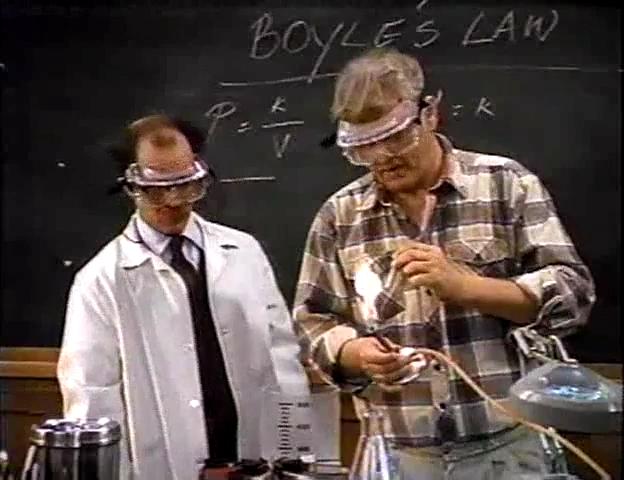 BOYLE'S LAW
P = K/V = K